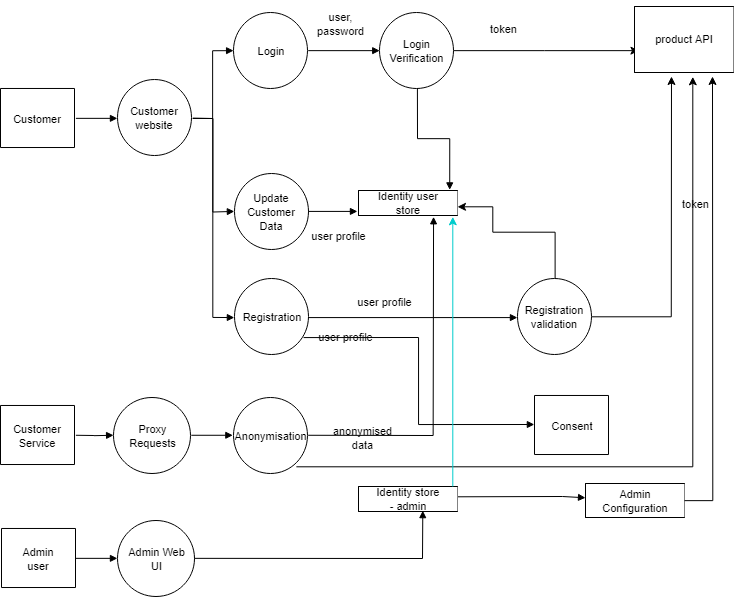 user,
password
token
product API
Login
Login
Verification
Customer
Customer
website
Update
Customer
Data
Identity user
store
token
user profile
Registration
user profile
Registration
validation
user profile
Customer
Service
Proxy
Requests
Anonymisation
anonymised
data
Consent
Identity store
- admin
Admin
Configuration
Admin
user
Admin Web
UI